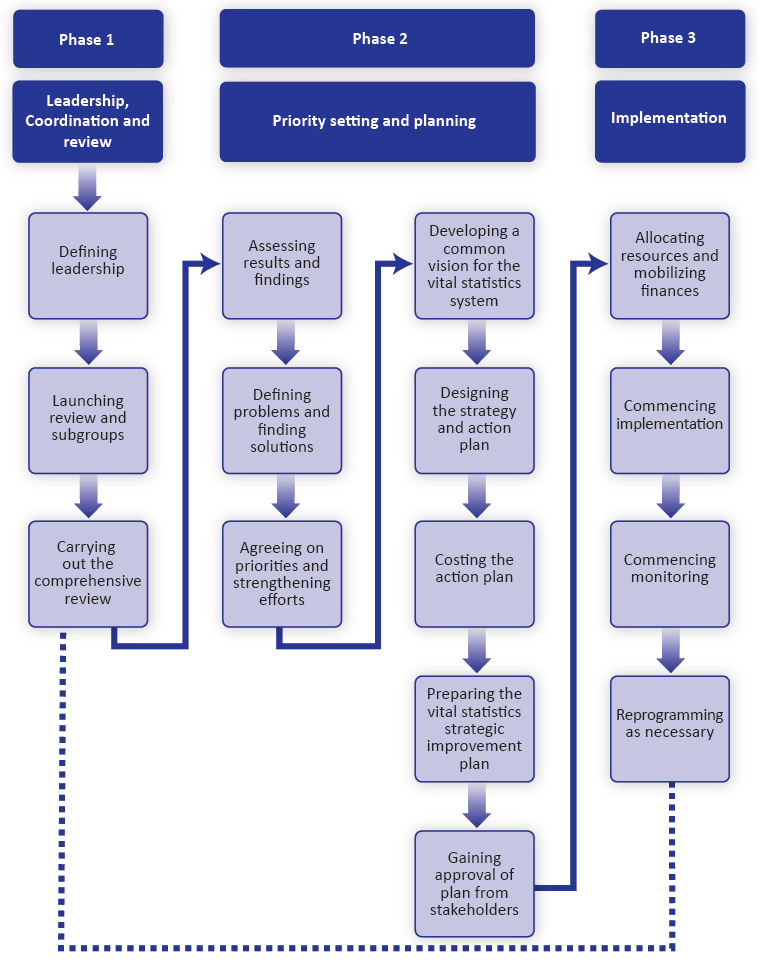 Phase 1
Phase 2
Phase 3
Leadership,
Coordination and
review
Priority setting and planning
Implementation
Defining
leadership
Launching
review and
subgroups
Carrying
out the
comprehensive
review
Assessing
results and
findings
Defining
problems and
finding
solutions
Agreeing on
priorities and
strengthening
efforts
Developing a
common
vision for the
vital statistics
system
Designing
the strategy
and action
plan
Costing the
action plan
Preparing the
vital statistics
strategic
improvement
plan
Gaining
approval of
plan from
stakeholders
Allocating
resources and
mobilizing
finances
Commencing
implementation
Commencing
monitoring
Reprogramming
as necessary